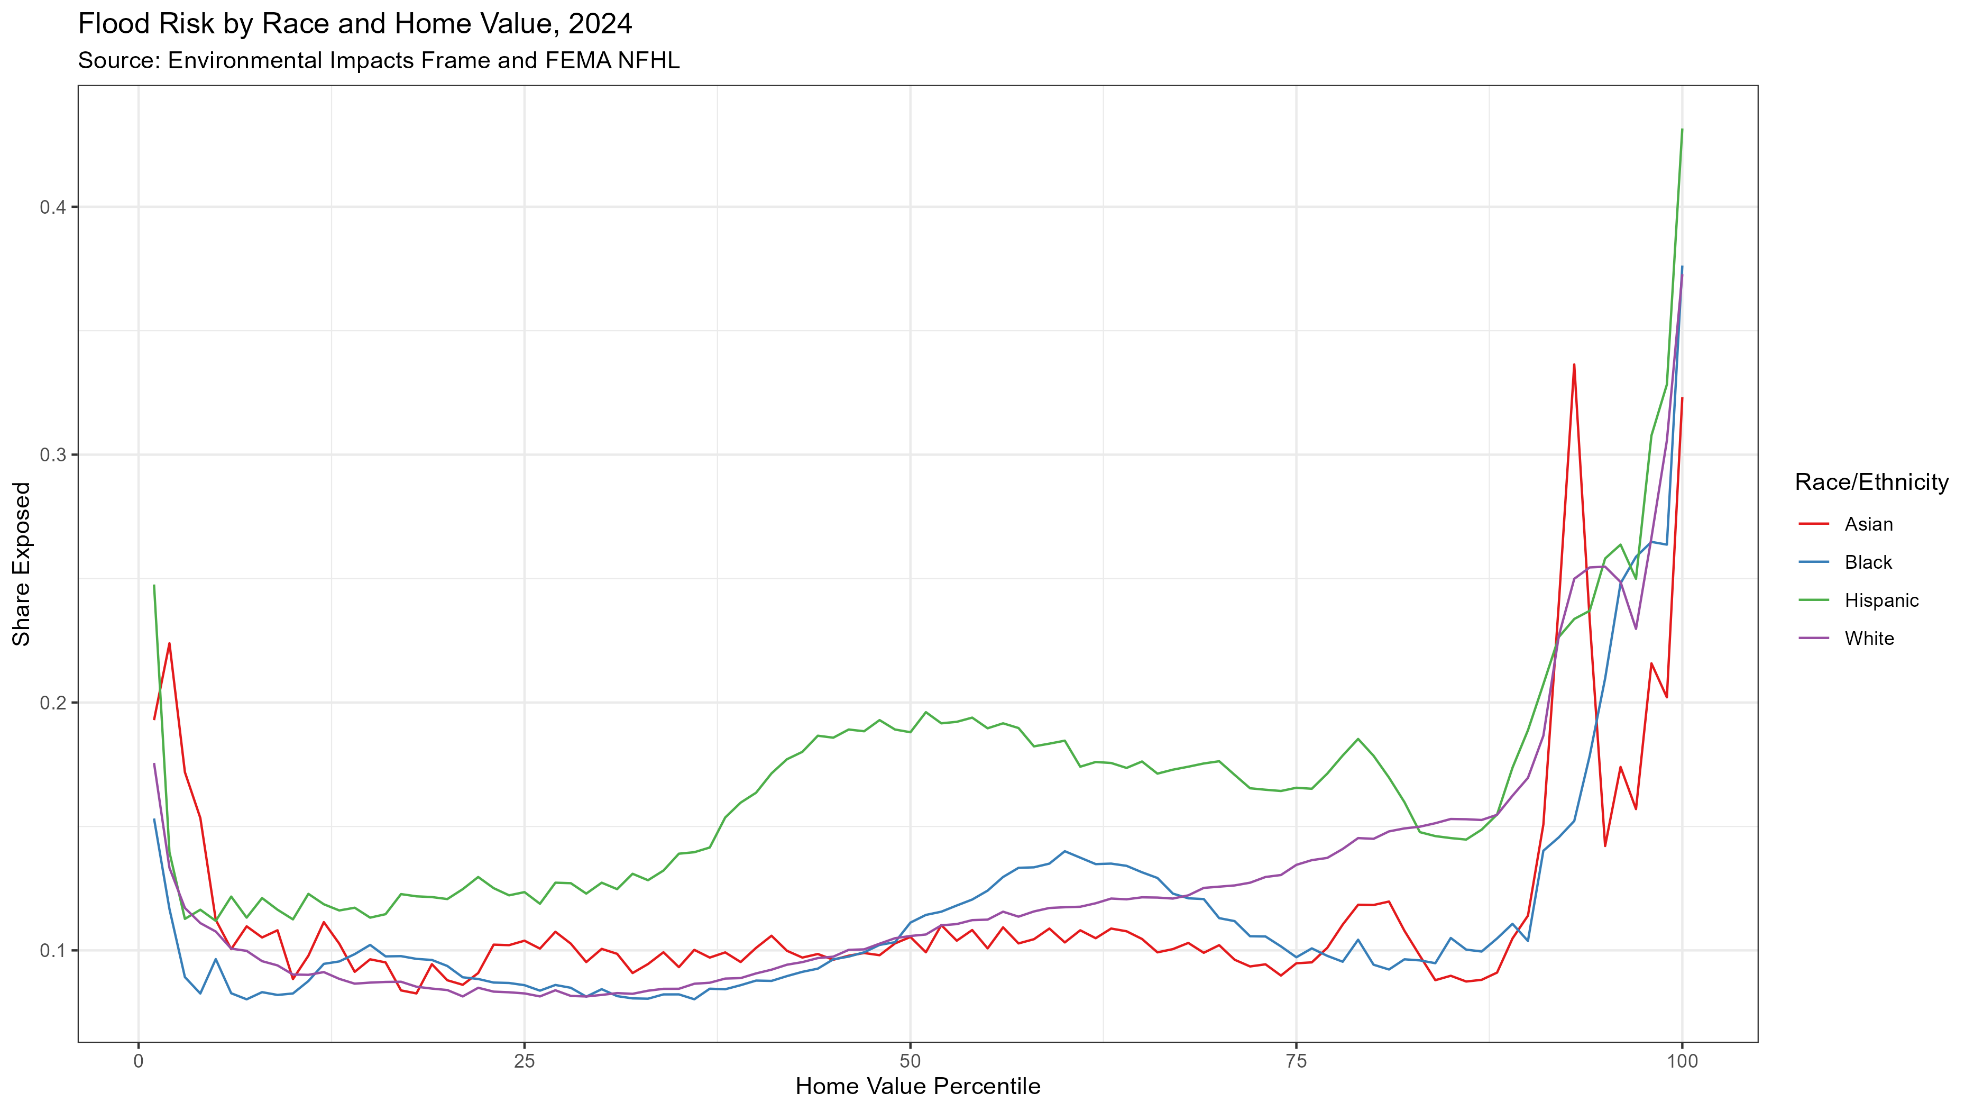 Flood Risk by Race and Home Value, 2024
Source: Environmental Impacts Frame and FEMA NFHL
Share Exposed
0.4
0.3
0.2
0.1
0 25 50 75 100
Home Value Percentile
Race/Ethnicity
Asian
Black
Hispanic
White